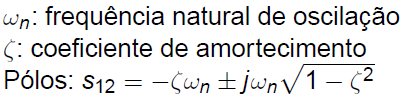 ωₙ: frequência natural de oscilação
ζ: coeficiente de amortecimento
Pólos: s₁₂ = −ζωₙ ± jωₙ√(1 − ζ²)